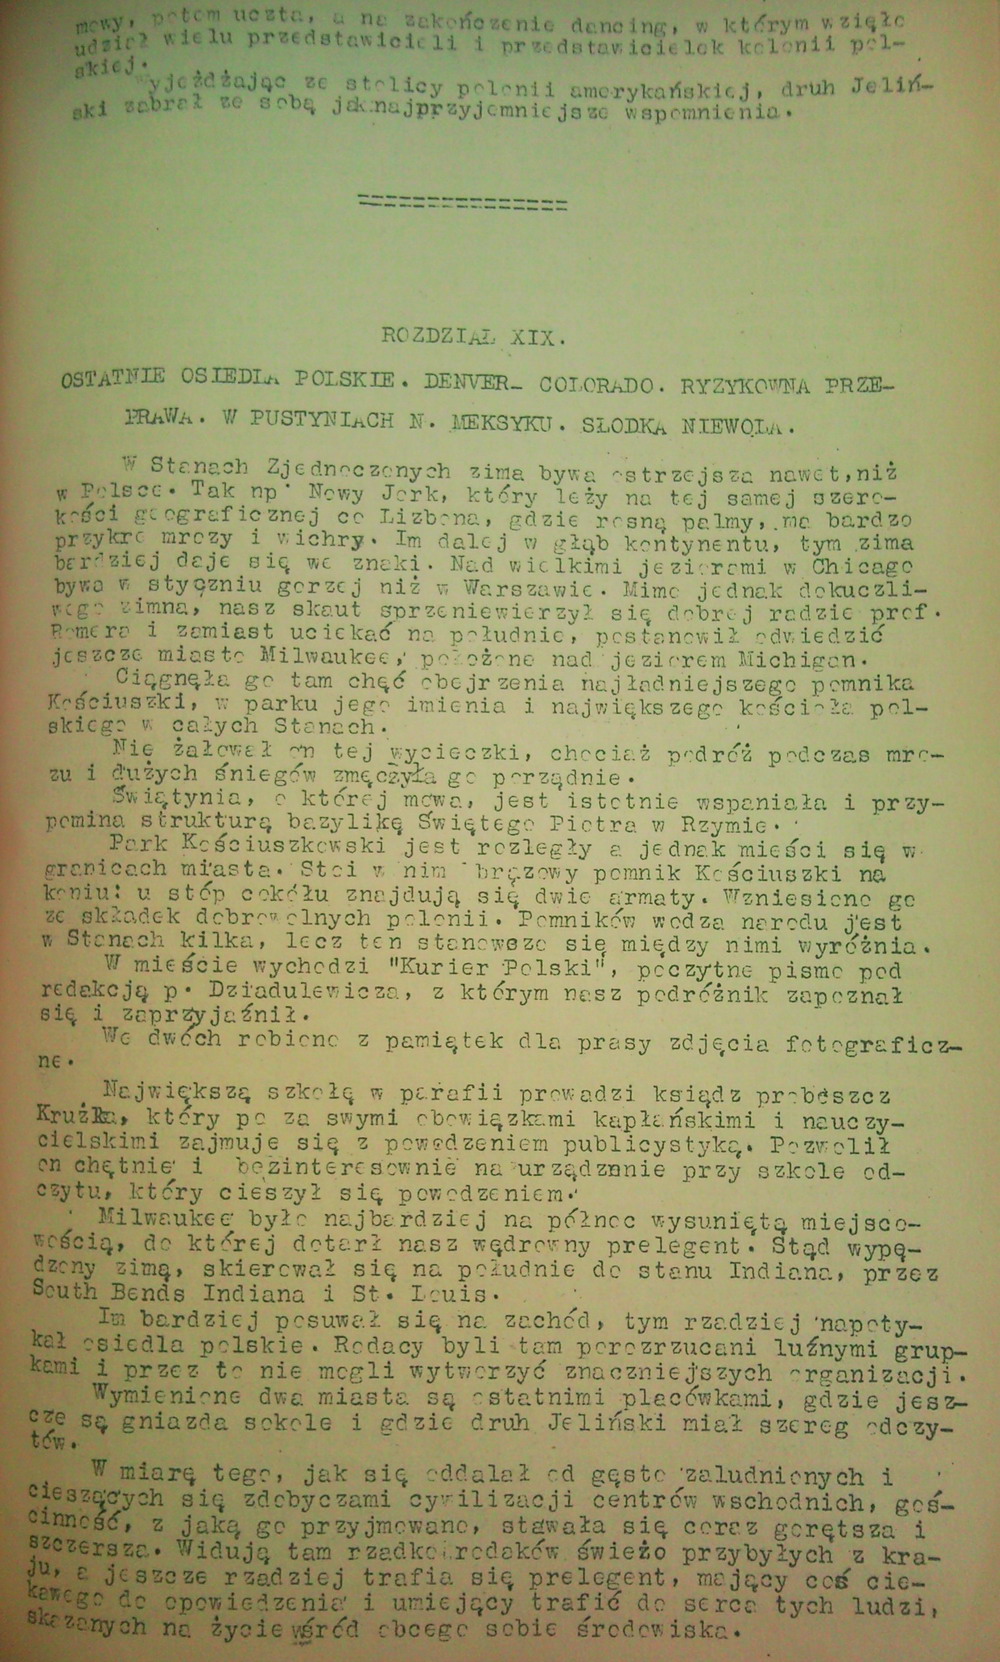 mowy, potem uczta, a na zakończenie dancing, w którym wzięło
udział wielu przedstawicieli i przedstawicielek kolonii pol-
skiej.
Wyjeżdżając ze stolicy polonii amerykańskiej, druh Jeliń-
ski zabrał ze sobą jak.najprzyjemniejsze wspomnienia.
================
ROZDZIAŁ XIX.
OSTATNIE OSIEDLA POLSKIE. DENVER- COLORADO. RYZYKOWNA PRZE-
PRAWA. W PUSTYNIACH N. MEKSYKU. SŁODKA NIEWOLA.
W Stanach Zjednoczonych zima bywa ostrzejsza nawet,niż
w Polsce. Tak np. Nowy Jork, który leży na tej samej szero-
kości geograficznej co Lizbona, gdzie rosną palmy, ma bardzo
przykre mrozy i wichry. Im dalej w głąb kontynentu, tym zima
bardziej daje się we znaki. Nad wielkimi jeziorami w Chicago
bywa w styczniu gorzej niż w Warszawie. Mimo jednak dokuczli-
wego zimna, nasz skaut sprzeniewierzył się dobrej radzie prof.
Romera i zamiast uciekać na południe, postanowił odwiedzić
jeszcze miasto Milwaukee, położone nad jeziorem Michigan.
Ciągnęła go tam chęć obejrzenia najładniejszego pomnika
Kościuszki, w parku jego imienia i największego kościoła pol-
skiego w całych Stanach.
Nie żałował on tej wycieczki, chociaż podróż podczas mro-
zu i dużych śniegów zmęczyła go porządnie.
Świątynia, o której mowa, jest istotnie wspaniała i przy-
pomina strukturą bazylikę Świętego Piotra w Rzymie.
Park Kościuszkowski jest rozległy a jednak mieści się w
granicach miasta. Stoi w nim brązowy pomnik Kościuszki na
koniu: u stóp cokółu znajdują się dwie armaty. Wzniesiono go
ze składek dobrowolnych polonii. Pomników wodza narodu jest
w Stanach kilka, lecz ten stanowszo się między nimi wyróżnia.
W mieście wychodzi "Kurier Polski", poczytne pismo pod
redakcją p. Dziadulewicza, z którym nasz podróżnik zapoznał
się i zaprzyjaźnił.
We dwóch robiono z pamiątek dla prasy zdjęcia fotograficz-
ne.
Największą szkołę w parafii prowadzi ksiądz proboszcz
Kruzka, który po za swymi obowiązkami kapłańskimi i nauczy-
cielskimi zajmuje się z powodzeniem publicystyką. Pozwolił
on chętnie i bezinteresownie na urządznnie przy szkole od-
czytu, który cieszył się powodzeniem.
Milwaukee było najbardziej na północ wysuniętą miejsco-
wością, do której dotarł nasz wędrowny prelegent. Stąd wypę-
dzony zimą, skierował się na południe do stanu Indiana, przez
South Bends Indiana i St. Louis.
Im bardziej posuwał się na zachód, tym rzadziej napoty-
kał osiedla polskie. Rodacy byli tam porozrzucani luźnymi grup-
kami i przez to nie mogli wytworzyć znaczniejszych organizacji.
Wymienione dwa miasta są ostatnimi placówkami, gdzie jesz-
cze są gniazda sokole i gdzie druh Jeliński miał szereg odczy-
tów.
W miarę tego, jak się oddalał od gęsto zaludnionych i
cieszących się zdobyczami cywilizacji centrów wschodnich, goś-
cinność, z jaką go przyjmowano, stawała się coraz gorętsza i
szczersza. Widują tam rzadko rodaków świeżo przybyłych z kra-
ju, a jeszcze rzadziej trafia się prelegent, mający coś cie-
kawego do opowiedzenia i umiejący trafić do serca tych ludzi,
skazanych na życie wśród obcego sobie środowiska.